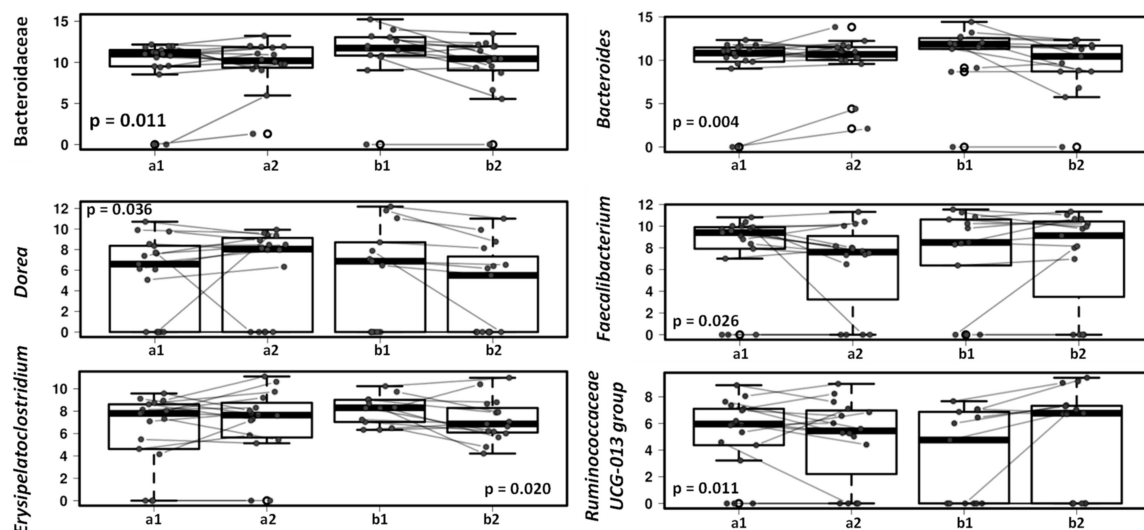 Bacteroidaceae
15
10
5
0
p = 0.011
a1 a2 b1 b2
Bacteroides
15
10
5
0
p = 0.004
a1 a2 b1 b2
Dorea
12
10
8
6
4
2
0
p = 0.036
a1 a2 b1 b2
Faecalibacterium
12
10
8
6
4
2
0
p = 0.026
a1 a2 b1 b2
Erysipelatoclostridium
10
8
6
4
2
0
p = 0.020
a1 a2 b1 b2
Ruminococcaceae
UCG-013 group
8
6
4
2
0
p = 0.011
a1 a2 b1 b2